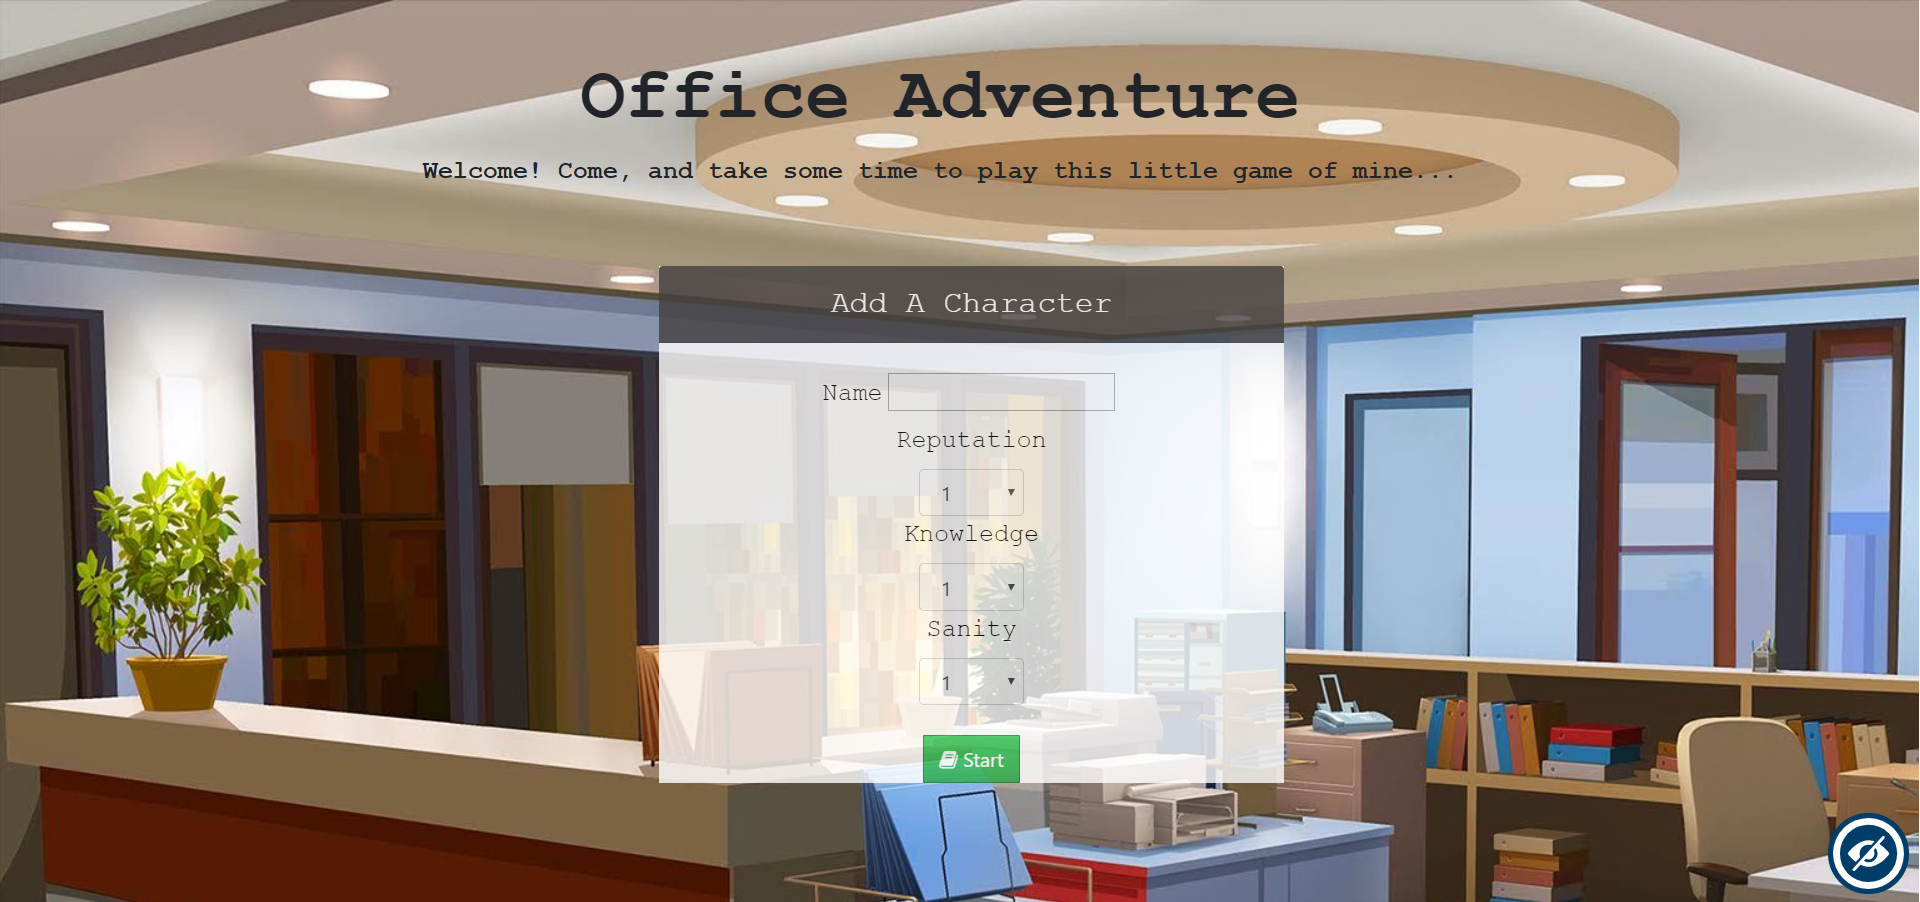 Office Adventure
Welcome! Come, and take some time to play this little game of mine...
Add A Character
Name
Reputation
1
Knowledge
1
Sanity
1
Start